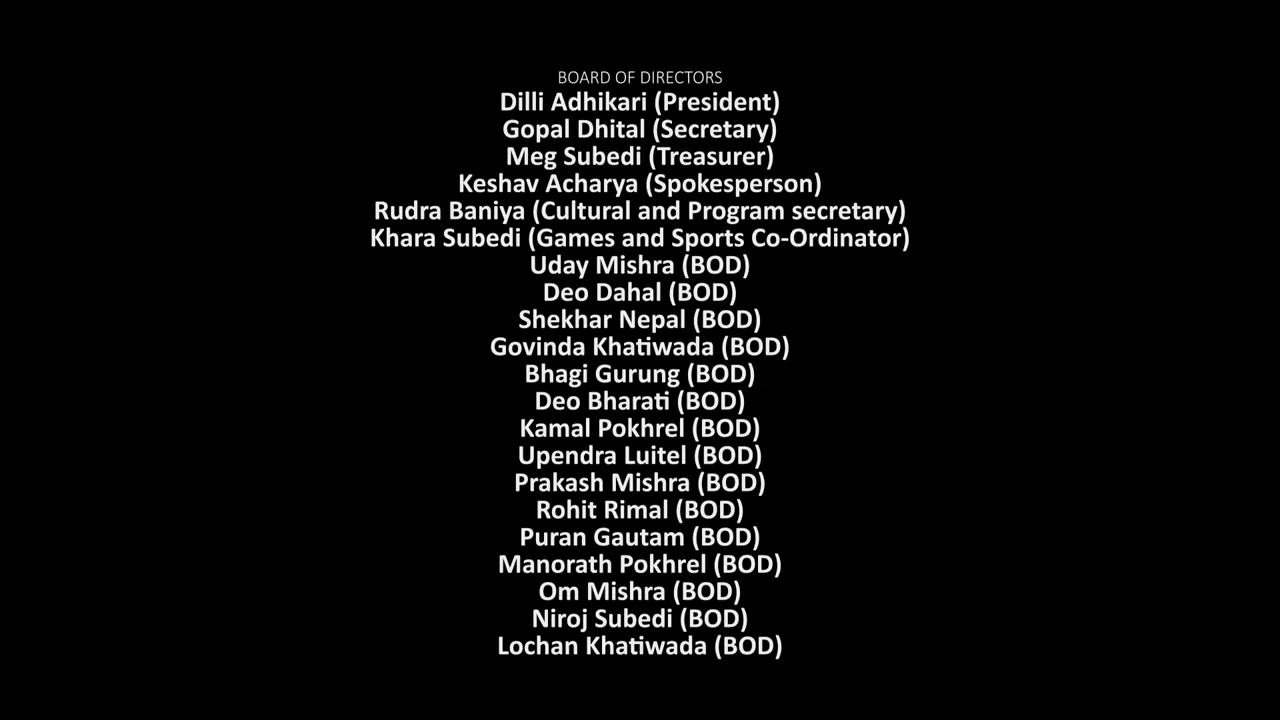 BOARD OF DIRECTORS
Dilli Adhikari (President)
Gopal Dhital (Secretary)
Meg Subedi (Treasurer)
Keshav Acharya (Spokesperson)
Rudra Baniya (Cultural and Program secretary)
Khara Subedi (Games and Sports Co-Ordinator)
Uday Mishra (BOD)
Deo Dahal (BOD)
Shekhar Nepal (BOD)
Govinda Khatiwada (BOD)
Bhagi Gurung (BOD)
Deo Bharati (BOD)
Kamal Pokhrel (BOD)
Upendra Luitel (BOD)
Prakash Mishra (BOD)
Rohit Rimal (BOD)
Puran Gautam (BOD)
Manorath Pokhrel (BOD)
Om Mishra (BOD)
Niroj Subedi (BOD)
Lochan Khatiwada (BOD)